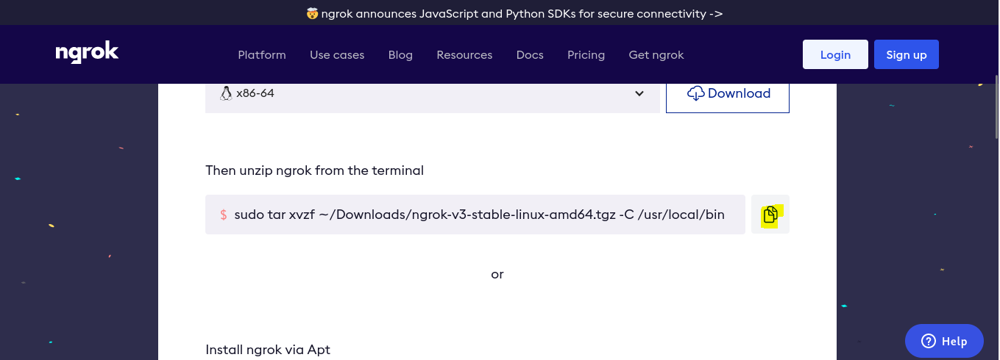 🤯 ngrok announces JavaScript and Python SDKs for secure connectivity ->
ngrok
Platform Use cases Blog Resources Docs Pricing Get ngrok Login Sign up
x86-64 Download
Then unzip ngrok from the terminal
$ sudo tar xvzf ~/Downloads/ngrok-v3-stable-linux-amd64.tgz -C /usr/local/bin
or
Install ngrok via Apt
Help